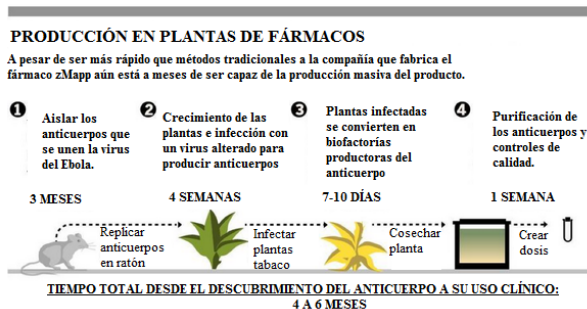 PRODUCCIÓN EN PLANTAS DE FÁRMACOS
A pesar de ser más rápido que métodos tradicionales a la compañía que fabrica el
fármaco zMapp aún está a meses de ser capaz de la producción masiva del producto.
1
Aislar los
anticuerpos que
se unen la virus
del Ebola.
3 MESES
2
Crecimiento de las
plantas e infección con
un virus alterado para
producir anticuerpos
4 SEMANAS
3
Plantas infectadas
se convierten en
biofactorías
productoras del
anticuerpo
7-10 DÍAS
4
Purificación de
los anticuerpos y
controles de
calidad.
1 SEMANA
Replicar
anticuerpos
en ratón
Infectar
plantas
tabaco
Cosechar
planta
Crear
dosis
TIEMPO TOTAL DESDE EL DESCUBRIMIENTO DEL ANTICUERPO A SU USO CLÍNICO:
4 A 6 MESES